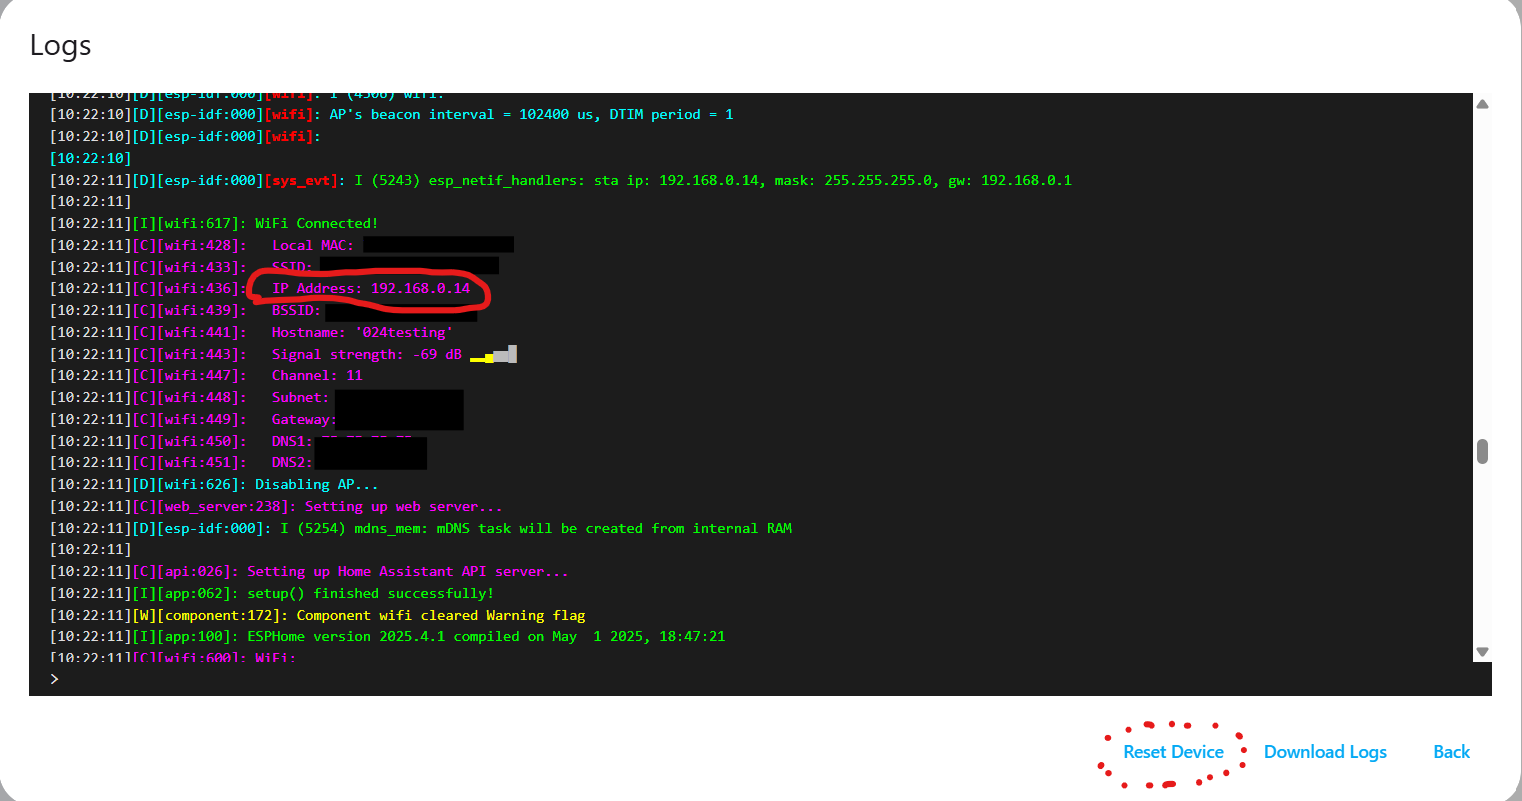 Logs
[10:22:10][D][esp-idf:000][wifi]: I (4506) wifi:
[10:22:10][D][esp-idf:000][wifi]: AP's beacon interval = 102400 us, DTIM period = 1
[10:22:10][D][esp-idf:000][wifi]:
[10:22:10]
[10:22:11][D][esp-idf:000][sys_evt]: I (5243) esp_netif_handlers: sta ip: 192.168.0.14, mask: 255.255.255.0, gw: 192.168.0.1
[10:22:11]
[10:22:11][I][wifi:617]: WiFi Connected!
[10:22:11][C][wifi:428]:   Local MAC:
[10:22:11][C][wifi:433]:   SSID:
[10:22:11][C][wifi:436]:   IP Address: 192.168.0.14
[10:22:11][C][wifi:439]:   BSSID:
[10:22:11][C][wifi:441]:   Hostname: '024testing'
[10:22:11][C][wifi:443]:   Signal strength: -69 dB
[10:22:11][C][wifi:447]:   Channel: 11
[10:22:11][C][wifi:448]:   Subnet:
[10:22:11][C][wifi:449]:   Gateway:
[10:22:11][C][wifi:450]:   DNS1:
[10:22:11][C][wifi:451]:   DNS2:
[10:22:11][D][wifi:626]: Disabling AP...
[10:22:11][C][web_server:238]: Setting up web server...
[10:22:11][D][esp-idf:000]: I (5254) mdns_mem: mDNS task will be created from internal RAM
[10:22:11]
[10:22:11][C][api:026]: Setting up Home Assistant API server...
[10:22:11][I][app:062]: setup() finished successfully!
[10:22:11][W][component:172]: Component wifi cleared Warning flag
[10:22:11][I][app:100]: ESPHome version 2025.4.1 compiled on May  1 2025, 18:47:21
[10:22:11][C][wifi:600]: WiFi:
>
Reset Device
Download Logs
Back